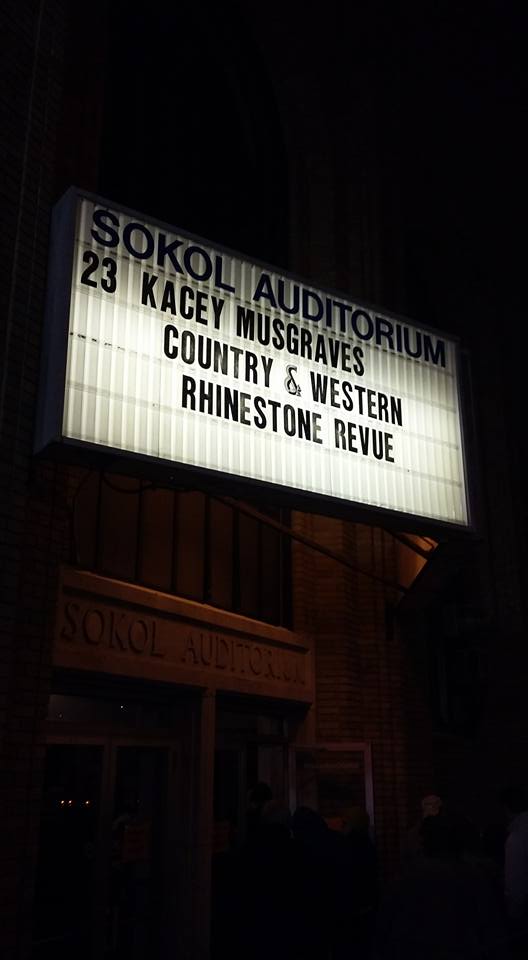 SOKOL AUDITORIUM
23 KACEY MUSGRAVES
COUNTRY & WESTERN
RHINESTONE REVUE
SOKOL AUDITORIUM